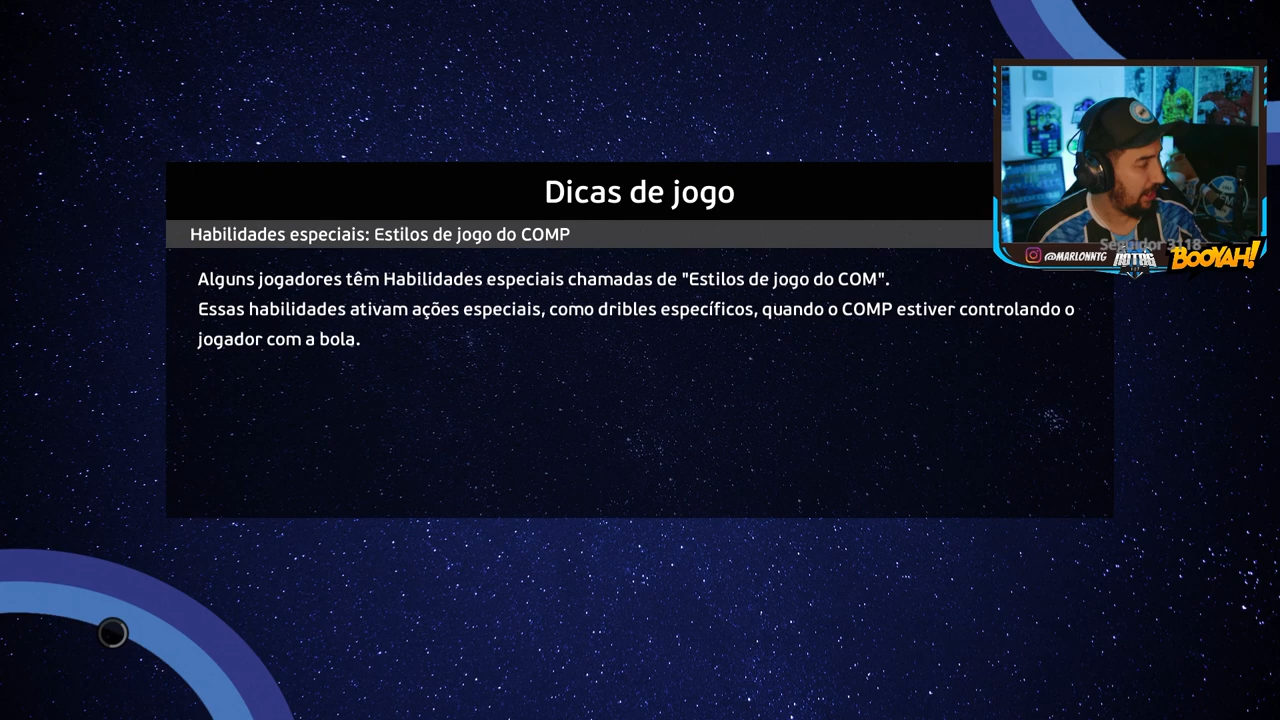 Dicas de jogo
Habilidades especiais: Estilos de jogo do COMP
Alguns jogadores têm Habilidades especiais chamadas de "Estilos de jogo do COM".
Essas habilidades ativam ações especiais, como dribles específicos, quando o COMP estiver controlando o
jogador com a bola.
Seguidor 3118
@MARLONNTG
BOOYAH!